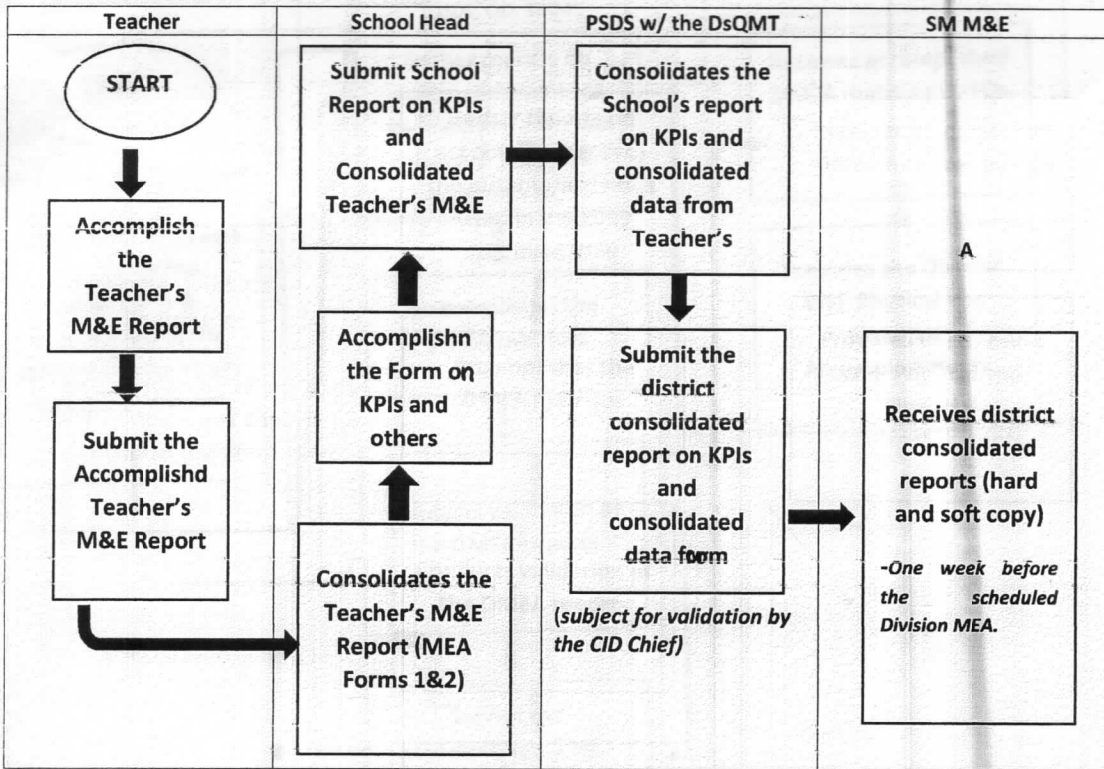 Teacher
School Head
PSDS w/ the DsQMT
SM M&E
START
Accomplish
the
Teacher's
M&E Report
Submit the
Accomplishd
Teacher's
M&E Report
Submit School
Report on KPIs
and
Consolidated
Teacher's M&E
Accomplishn
the Form on
KPIs and
others
Consolidates the
Teacher's M&E
Report (MEA
Forms 1&2)
Consolidates the
School's report
on KPIs and
consolidated
data from
Teacher's
Submit the
district
consolidated
report on KPIs
and
consolidated
data from
(subject for validation by
the CID Chief)
A
Receives district
consolidated
reports (hard
and soft copy)
-One week before
the scheduled
Division MEA.